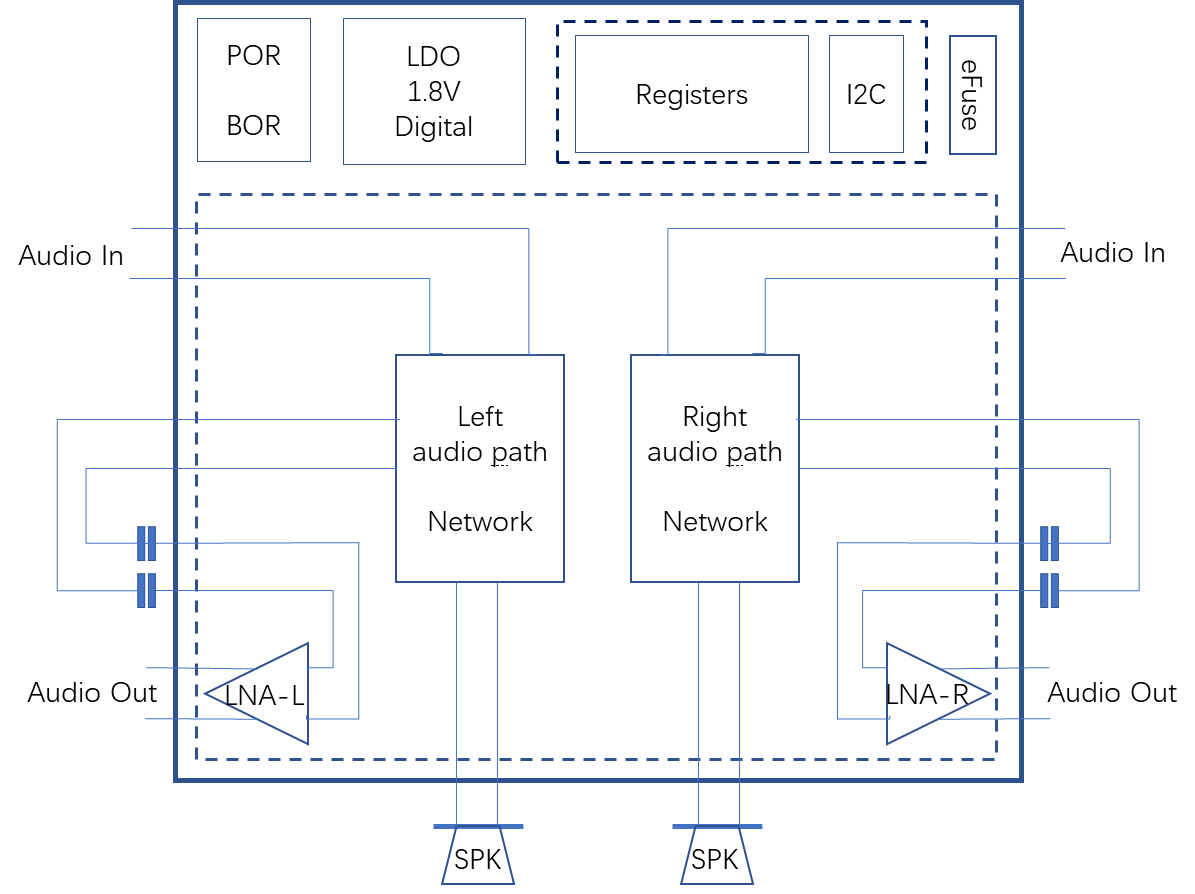 POR
BOR
LDO
1.8V
Digital
Registers
I2C
eFuse
Audio In
Audio In
Left
audio path
Network
Right
audio path
Network
Audio Out
LNA-L
LNA-R
Audio Out
SPK
SPK